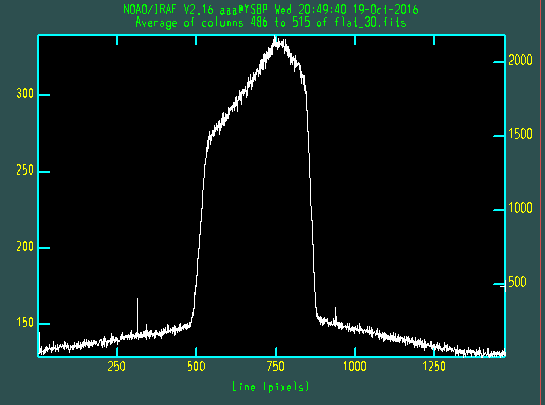 NOAO/IRAF V2.16 aaa@YSBP Wed 20:49:40 19-Oct-2016
Average of columns 486 to 515 of flat_30.fits
2000
300
1500
250
1000
200
500
150
250 500 750 1000 1250
Line (pixels)